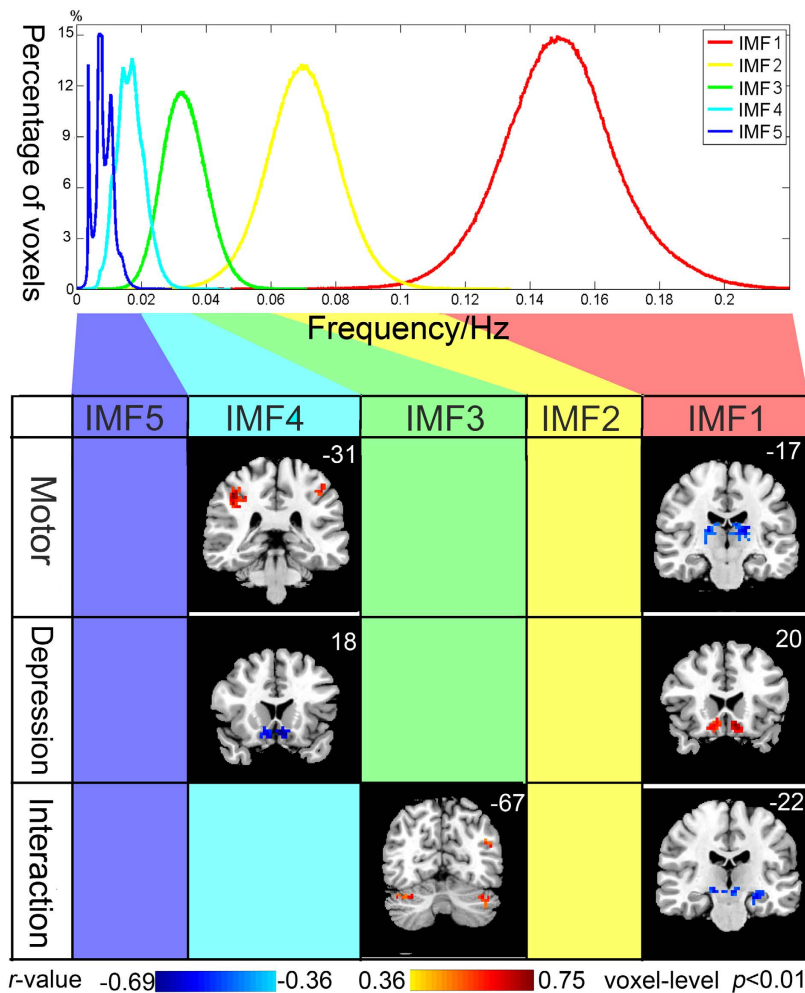 %
15
12
9
6
3
0
Percentage of voxels
IMF1
IMF2
IMF3
IMF4
IMF5
0 0.02 0.04 0.06 0.08 0.1 0.12 0.14 0.16 0.18 0.2
Frequency/Hz
IMF5 IMF4 IMF3 IMF2 IMF1
Motor -31 -17
Depression 18 20
Interaction -67 -22
r-value -0.69 -0.36 0.36 0.75 voxel-level p<0.01